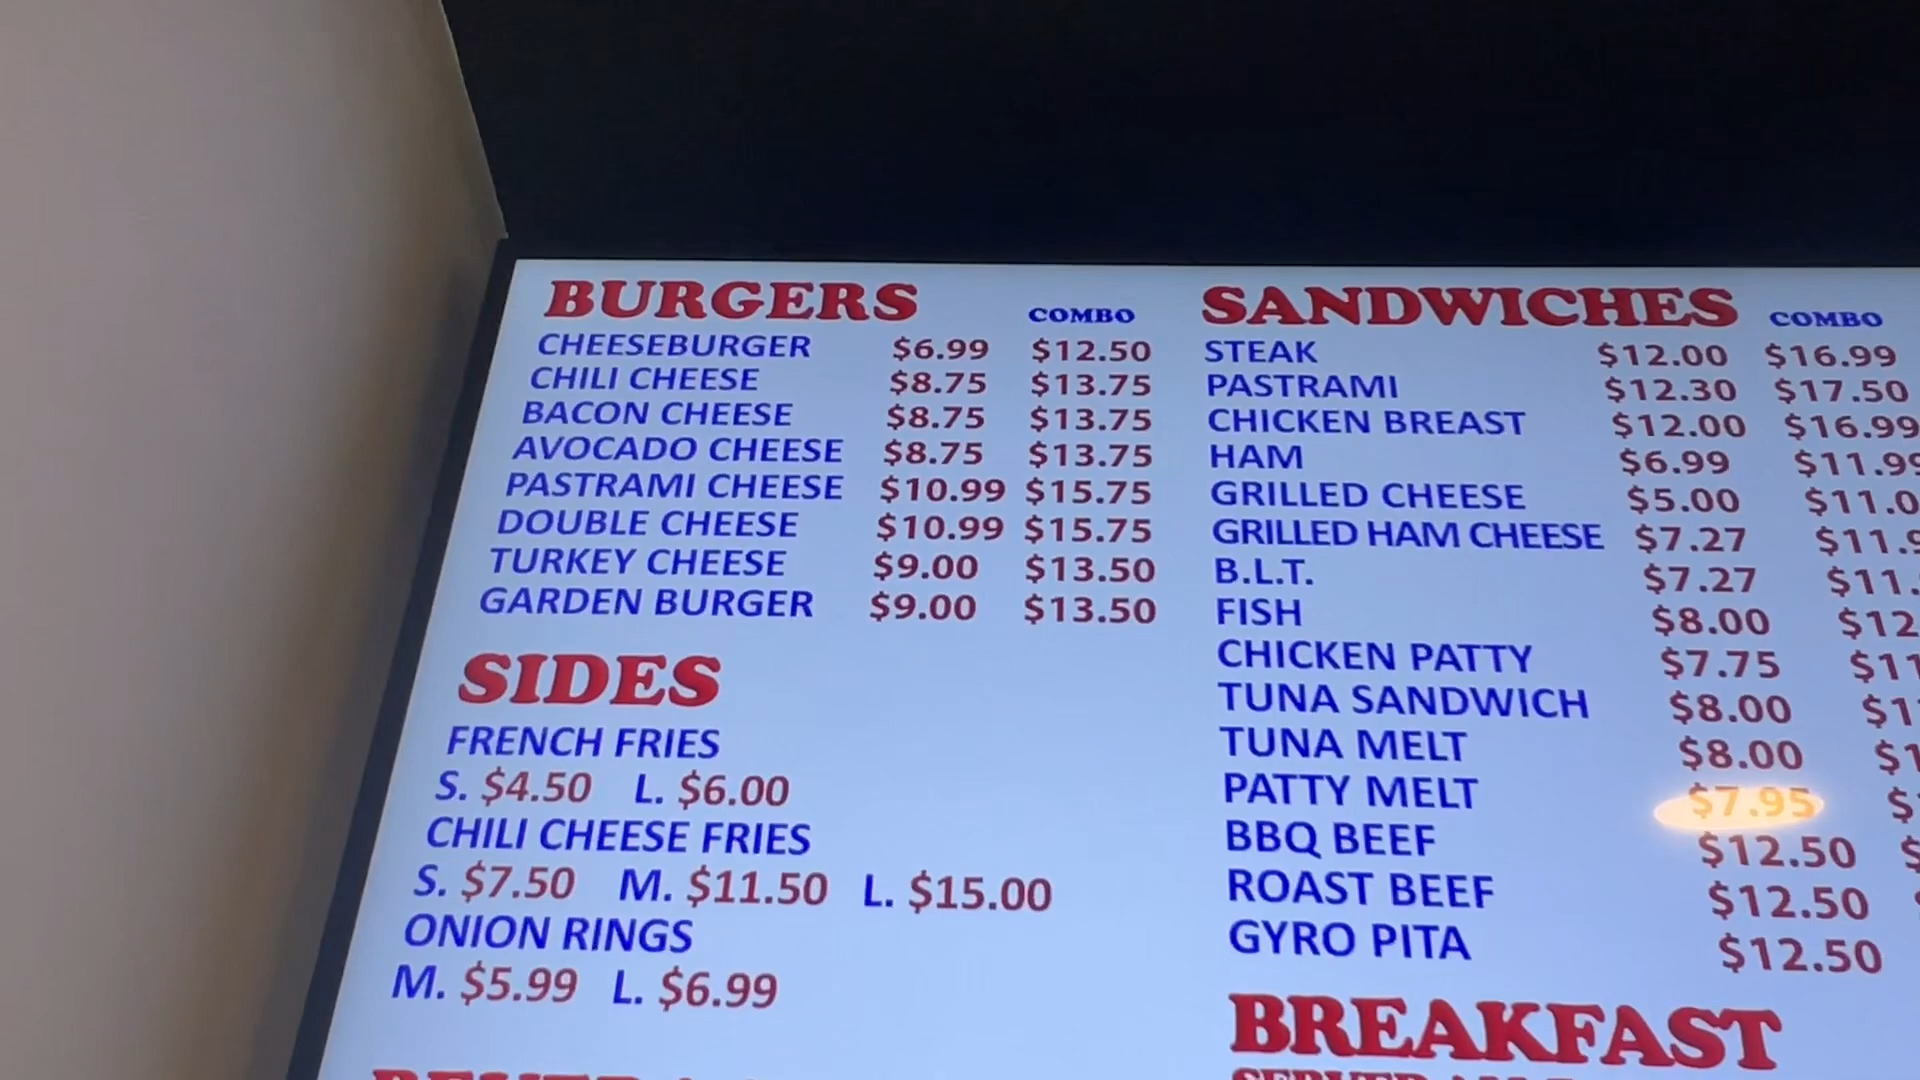 BURGERS COMBO
CHEESEBURGER $6.99 $12.50
CHILI CHEESE $8.75 $13.75
BACON CHEESE $8.75 $13.75
AVOCADO CHEESE $8.75 $13.75
PASTRAMI CHEESE $10.99 $15.75
DOUBLE CHEESE $10.99 $15.75
TURKEY CHEESE $9.00 $13.50
GARDEN BURGER $9.00 $13.50
SIDES
FRENCH FRIES
S. $4.50 L. $6.00
CHILI CHEESE FRIES
S. $7.50 M. $11.50 L. $15.00
ONION RINGS
M. $5.99 L. $6.99
SANDWICHES COMBO
STEAK $12.00 $16.99
PASTRAMI $12.30 $17.50
CHICKEN BREAST $12.00 $16.99
HAM $6.99
GRILLED CHEESE $5.00
GRILLED HAM CHEESE $7.27
B.L.T. $7.27
FISH $8.00
CHICKEN PATTY $7.75
TUNA SANDWICH $8.00
TUNA MELT $8.00
PATTY MELT $7.95
BBQ BEEF $12.50
ROAST BEEF $12.50
GYRO PITA $12.50
BREAKFAST